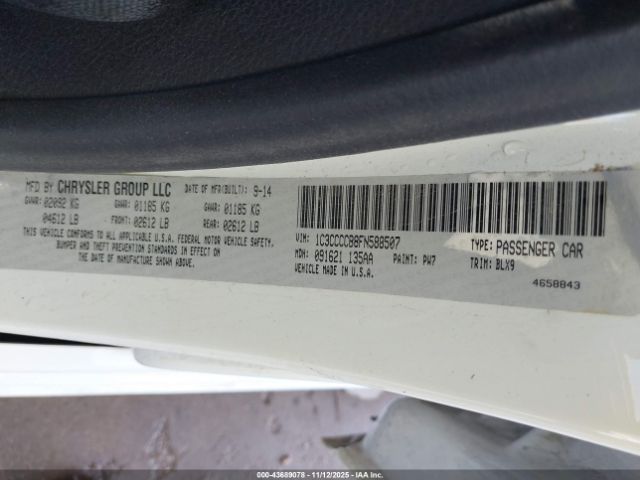 MFD BY CHRYSLER GROUP LLC DATE OF MFR(BUILT): 9-14
GVWR: 02092 KG GAWR: 01185 KG GAWR: 01185 KG
04612 LB FRONT: 02612 LB REAR: 02612 LB
THIS VEHICLE CONFORMS TO ALL APPLICABLE U.S.A. FEDERAL MOTOR VEHICLE SAFETY,
BUMPER AND THEFT PREVENTION STANDARDS IN EFFECT ON
THE DATE OF MANUFACTURE SHOWN ABOVE.
VIN: 1C3CCCCB8FN588507 TYPE: PASSENGER CAR
MDH: 091621 135AA PAINT: PW7 TRIM: BLX9
VEHICLE MADE IN U.S.A.
4658843
000-43689078 - 11/12/2025 - © IAA Holdings, LLC